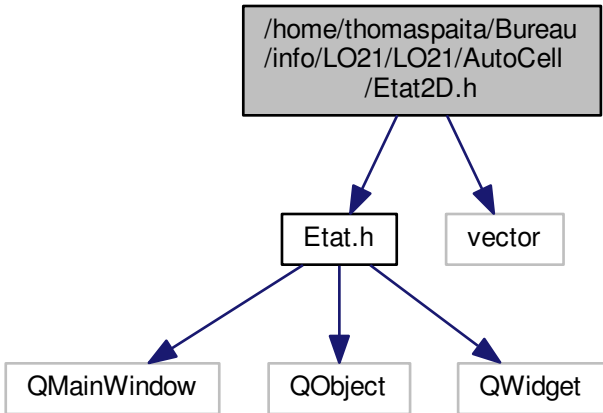 /home/thomaspaita/Bureau
/info/LO21/LO21/AutoCell
/Etat2D.h
Etat.h
vector
QMainWindow
QObject
QWidget